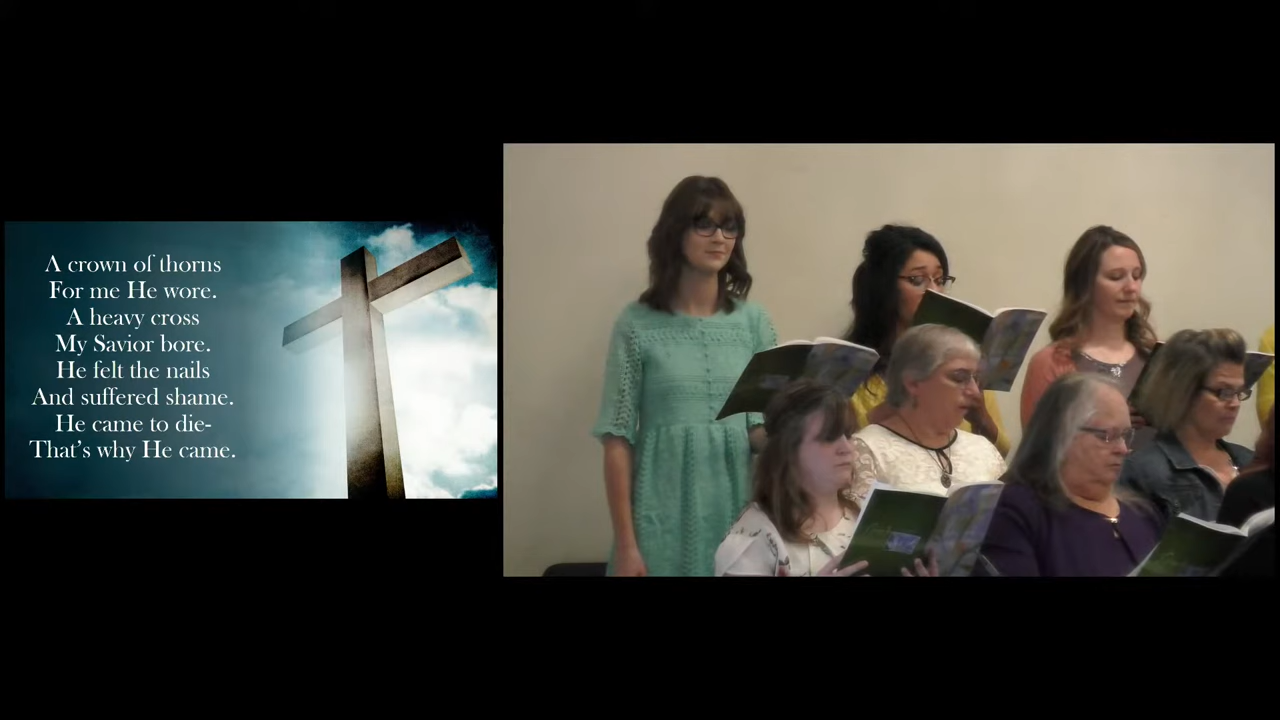 A crown of thorns
For me He wore.
A heavy cross
My Savior bore.
He felt the nails
And suffered shame.
He came to die-
That's why He came.